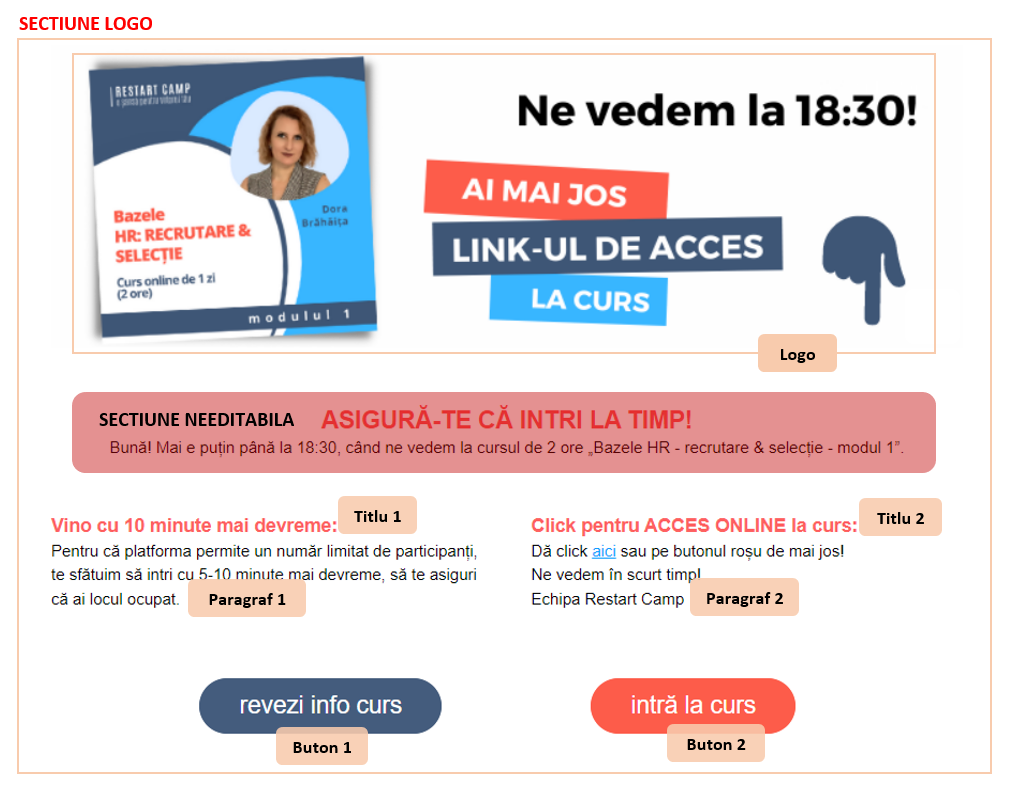 SECTIUNE LOGO
RESTART CAMP
Bazele
HR: RECRUTARE &
SELECȚIE
Curs online de 1 zi
(2 ore)
Dora
Brăhăița
modulul 1
Ne vedem la 18:30!
AI MAI JOS
LINK-UL DE ACCES
LA CURS
Logo
SECTIUNE NEEDITABILA ASIGURĂ-TE CĂ INTRI LA TIMP!
Bună! Mai e puțin până la 18:30, când ne vedem la cursul de 2 ore „Bazele HR - recrutare & selecție - modul 1”.
Vino cu 10 minute mai devreme: Titlu 1
Pentru că platforma permite un număr limitat de participanți,
te sfătuim să intri cu 5-10 minute mai devreme, să te asiguri
că ai locul ocupat. Paragraf 1
Click pentru ACCES ONLINE la curs: Titlu 2
Dă click aici sau pe butonul roșu de mai jos!
Ne vedem în scurt timp!
Echipa Restart Camp Paragraf 2
revezi info curs
Buton 1
intră la curs
Buton 2